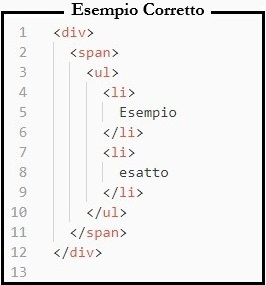 Esempio Corretto
1 <div>
2 <span>
3 <ul>
4 <li>
5 Esempio
6 </li>
7 <li>
8 esatto
9 </li>
10 </ul>
11 </span>
12 </div>
13